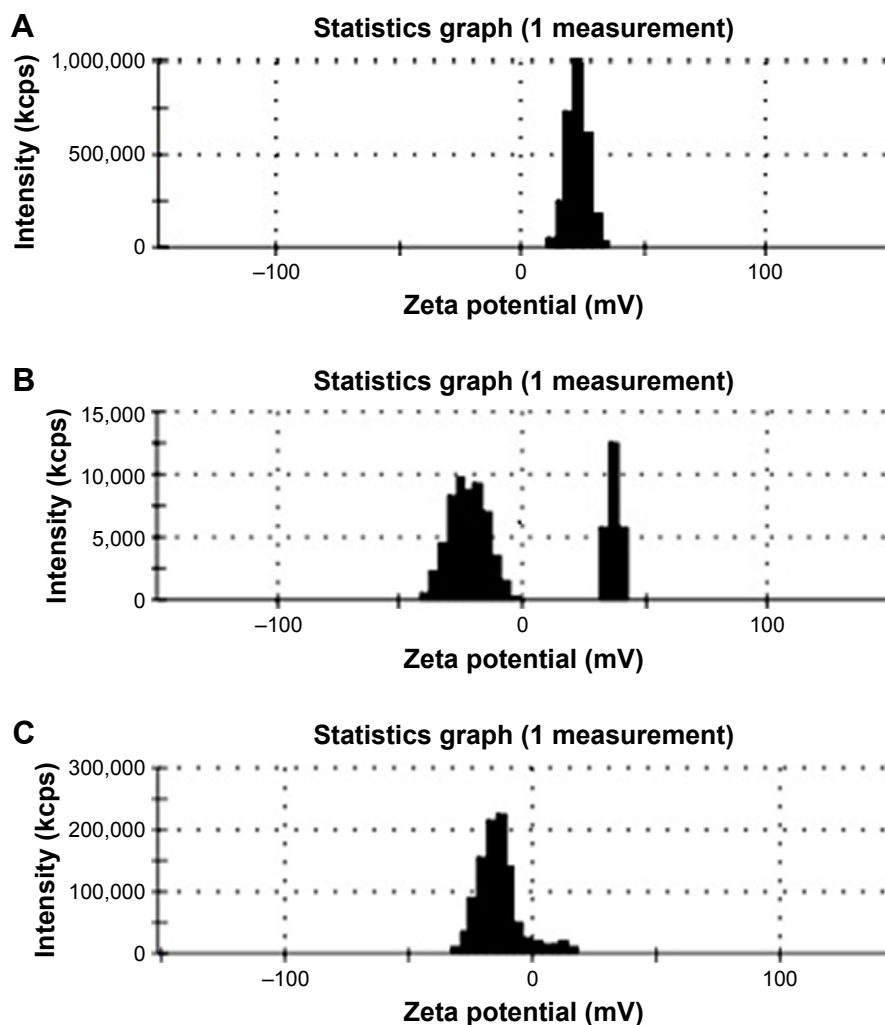 A
Statistics graph (1 measurement)
Intensity (kcps)
1,000,000
500,000
0
–100
0
100
Zeta potential (mV)
B
Statistics graph (1 measurement)
Intensity (kcps)
15,000
10,000
5,000
0
–100
0
100
Zeta potential (mV)
C
Statistics graph (1 measurement)
Intensity (kcps)
300,000
200,000
100,000
0
–100
0
100
Zeta potential (mV)